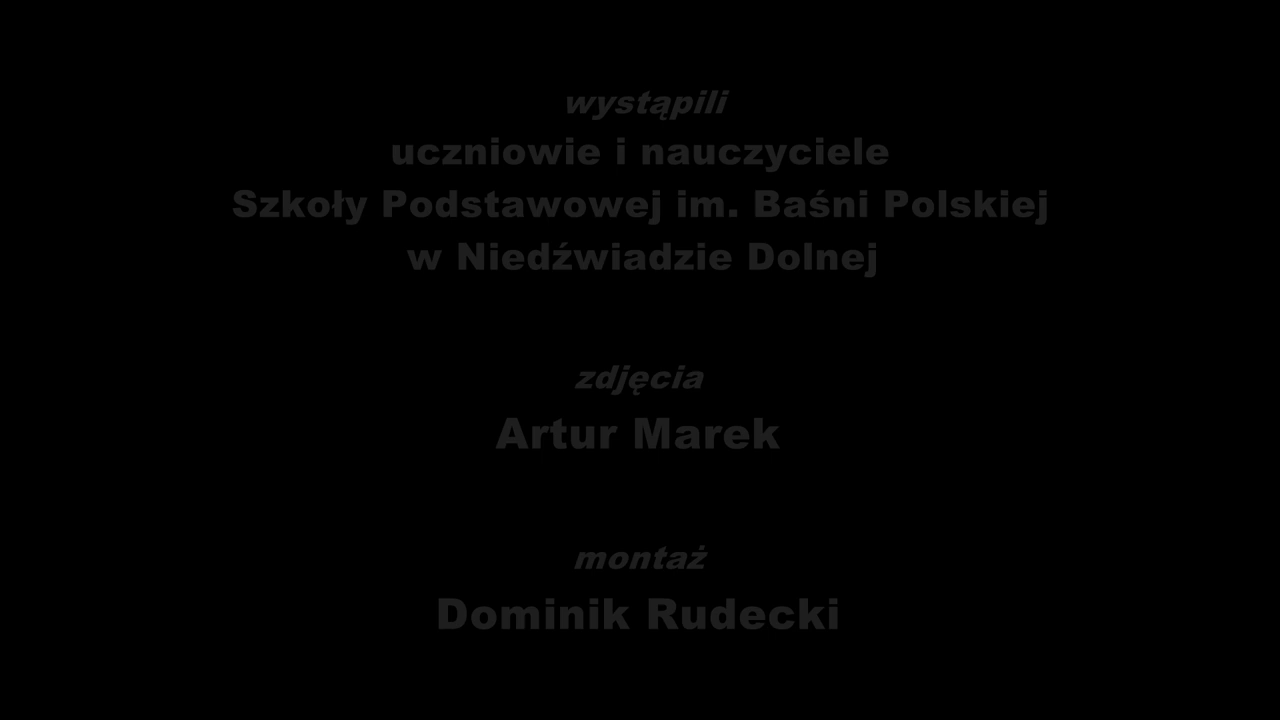 wystąpili
uczniowie i nauczyciele
Szkoły Podstawowej im. Baśni Polskiej
w Niedźwiadzie Dolnej
zdjęcia
Artur Marek
montaż
Dominik Rudecki